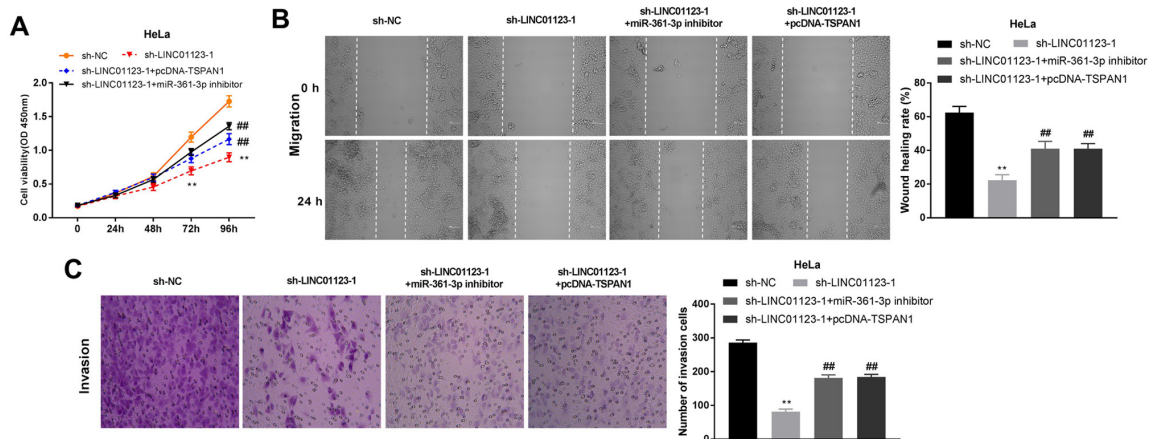 A
HeLa
sh-NC
sh-LINC01123-1
sh-LINC01123-1+pcDNA-TSPAN1
sh-LINC01123-1+miR-361-3p inhibitor
Cell viability(OD 450nm)
2.0
1.5
1.0
0.5
0.0
0 24h 48h 72h 96h
##
##
**
**
B
sh-NC
sh-LINC01123-1
sh-LINC01123-1
+miR-361-3p inhibitor
sh-LINC01123-1
+pcDNA-TSPAN1
Migration
0 h
24 h
HeLa
sh-NC
sh-LINC01123-1
sh-LINC01123-1+miR-361-3p inhibitor
sh-LINC01123-1+pcDNA-TSPAN1
Wound healing rate (%)
80
60
40
20
0
**
##
##
C
sh-NC
sh-LINC01123-1
sh-LINC01123-1
+miR-361-3p inhibitor
sh-LINC01123-1
+pcDNA-TSPAN1
Invasion
HeLa
sh-NC
sh-LINC01123-1
sh-LINC01123-1+miR-361-3p inhibitor
sh-LINC01123-1+pcDNA-TSPAN1
Number of invasion cells
400
300
200
100
0
**
##
##